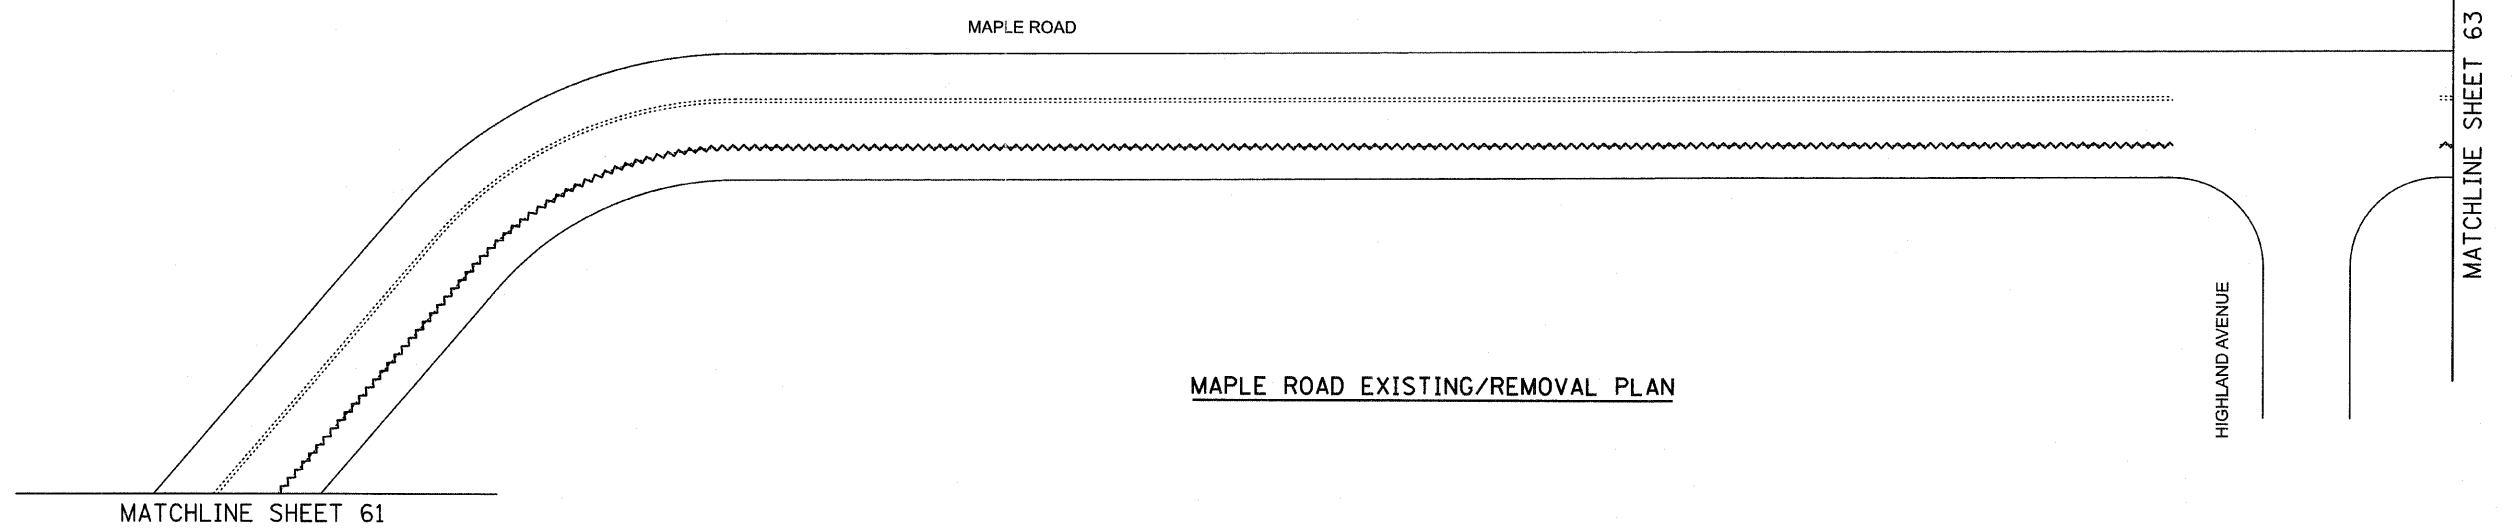 MAPLE ROAD
MATCHLINE SHEET 63
HIGHLAND AVENUE
MAPLE ROAD EXISTING/REMOVAL PLAN
MATCHLINE SHEET 61